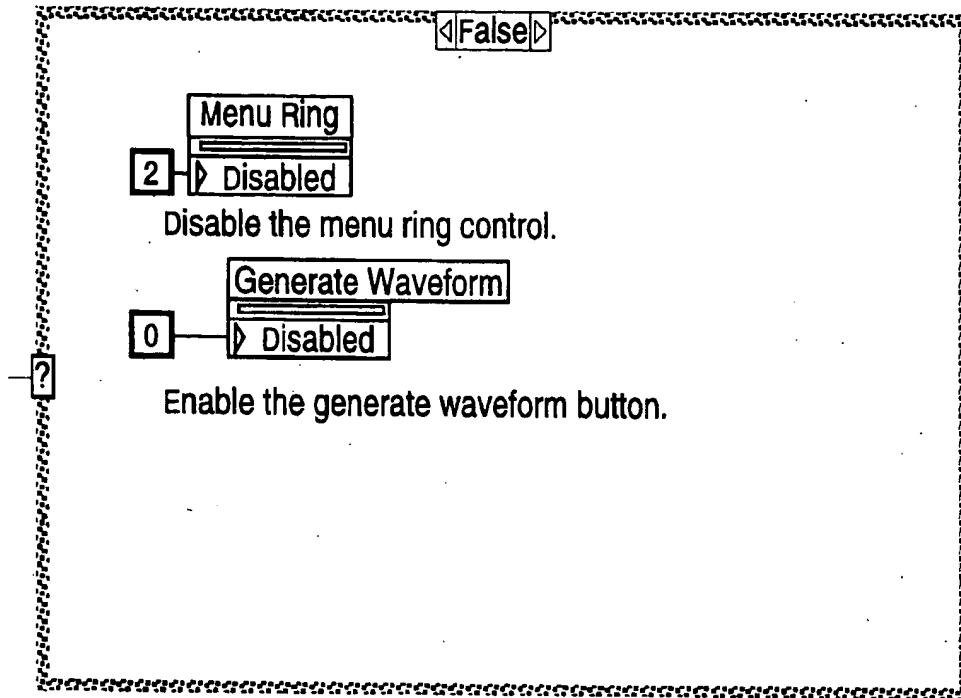 False
Menu Ring
2 Disabled
Disable the menu ring control.
Generate Waveform
0 Disabled
?
Enable the generate waveform button.